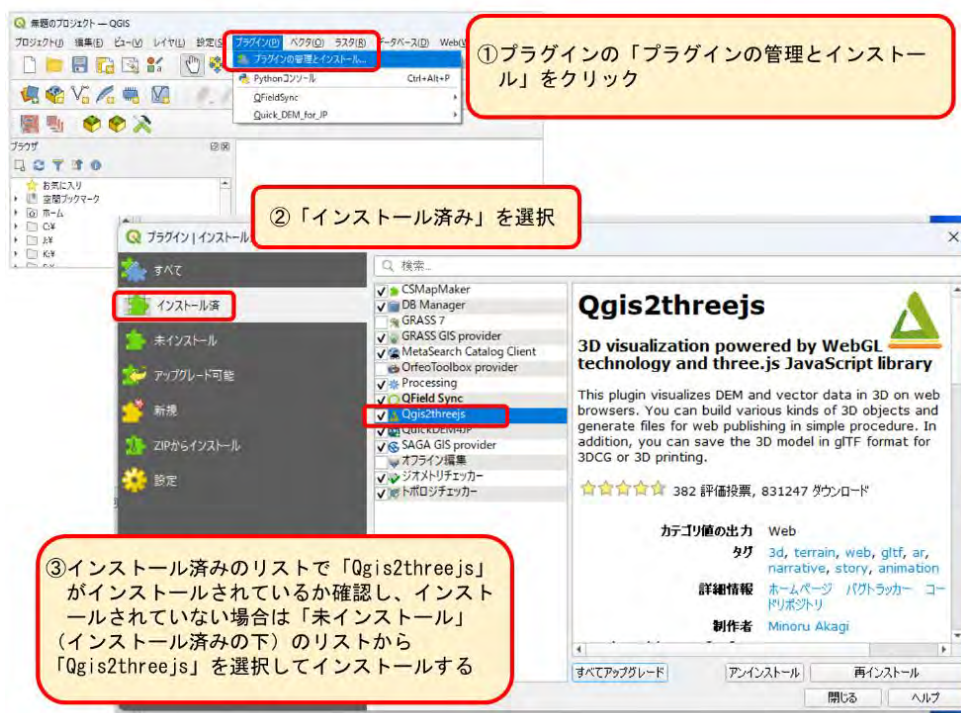 無題のプロジェクト — QGIS
プロジェクト(J) 編集(E) ビュー(V) レイヤ(L) 設定(S) プラグイン(P) ベクタ(O) ラスタ(R) データベース(D) Web(W)
プラグインの管理とインストール...
Pythonコンソール Ctrl+Alt+P
QFieldSync
Quick_DEM_for_JP
①プラグインの「プラグインの管理とインストー
ル」をクリック
ブラウザ
お気に入り
空間ブックマーク
ホーム
C:¥
J:¥
K:¥
②「インストール済み」を選択
プラグイン | インストール
すべて
インストール済
未インストール
アップグレード可能
新規
ZIPからインストール
設定
検索...
CSMapMaker
DB Manager
GRASS 7
GRASS GIS provider
MetaSearch Catalog Client
OrfeoToolbox provider
Processing
QField Sync
Qgis2threejs
QuickDEM4JP
SAGA GIS provider
オフライン編集
ジオメトリチェッカー
トポロジチェッカー
Qgis2threejs
3D visualization powered by WebGL
technology and three.js JavaScript library
This plugin visualizes DEM and vector data in 3D on web
browsers. You can build various kinds of 3D objects and
generate files for web publishing in simple procedure. In
addition, you can save the 3D model in glTF format for
3DCG or 3D printing.
382 評価投票, 831247 ダウンロード
カテゴリ値の出力 Web
タグ 3d, terrain, web, gltf, ar,
narrative, story, animation
詳細情報 ホームページ バグトラッカー コー
ドリポジトリ
制作者 Minoru Akagi
③インストール済みのリストで「Qgis2threejs」
がインストールされているか確認し、インスト
ールされていない場合は「未インストール」
（インストール済みの下）のリストから
「Qgis2threejs」を選択してインストールする
すべてアップグレード アンインストール 再インストール
閉じる ヘルプ